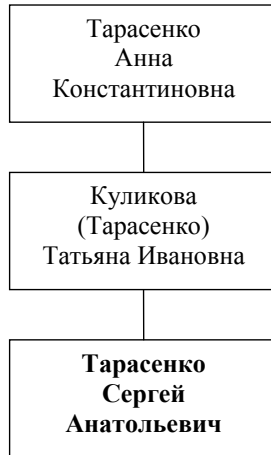 Тарасенко
Анна
Константиновна
Куликова
(Тарасенко)
Татьяна Ивановна
Тарасенко
Сергей
Анатольевич